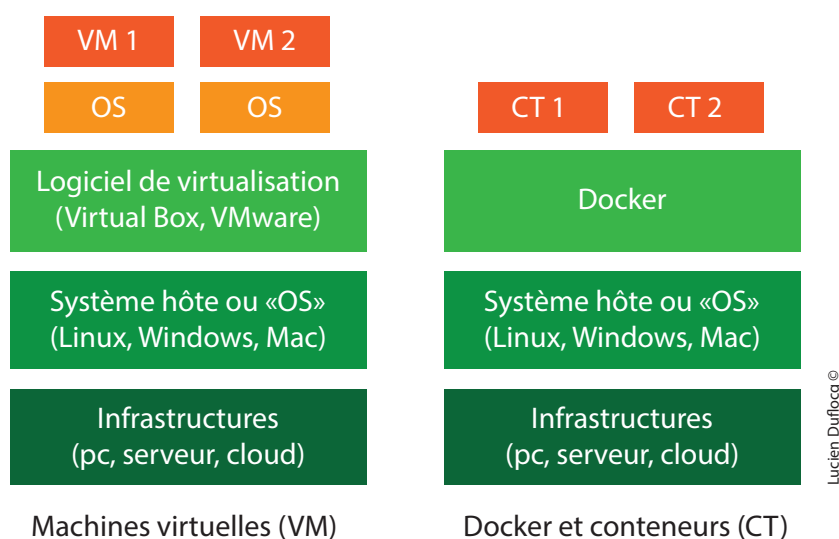 VM 1
VM 2
OS
OS
Logiciel de virtualisation
(Virtual Box, VMware)
Système hôte ou «OS»
(Linux, Windows, Mac)
Infrastructures
(pc, serveur, cloud)
Machines virtuelles (VM)
CT 1
CT 2
Docker
Système hôte ou «OS»
(Linux, Windows, Mac)
Infrastructures
(pc, serveur, cloud)
Docker et conteneurs (CT)
Lucien Duflocq ©